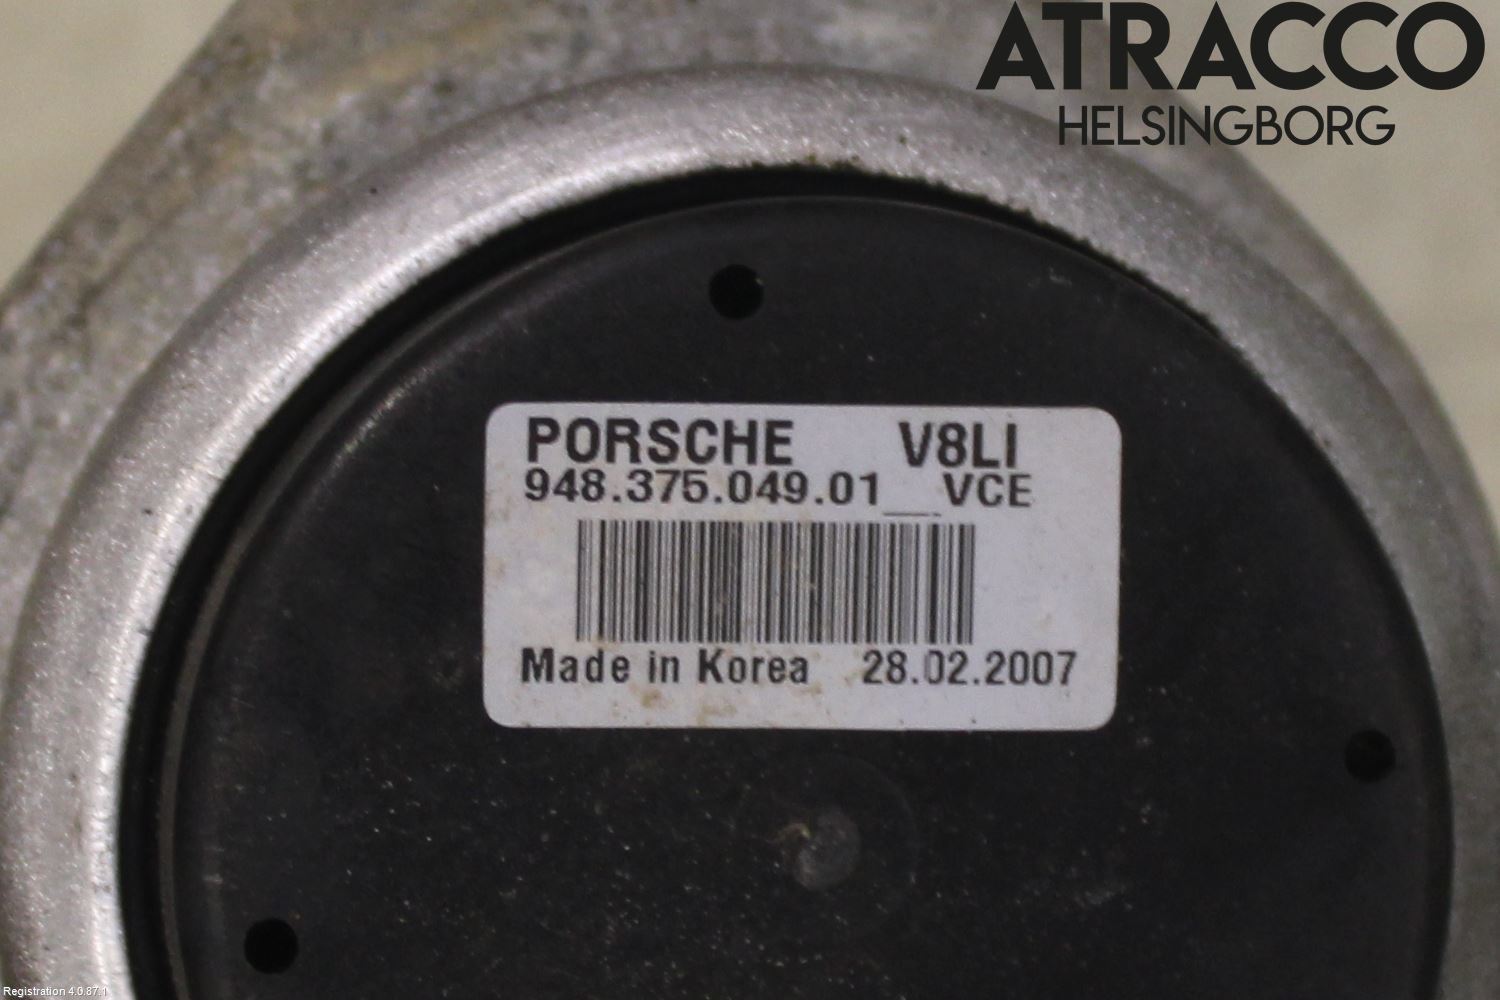 ATRACCO
HELSINGBORG
PORSCHE V8LI
948.375.049.01__ VCE
Made in Korea 28.02.2007
Registration 4.0.87.1